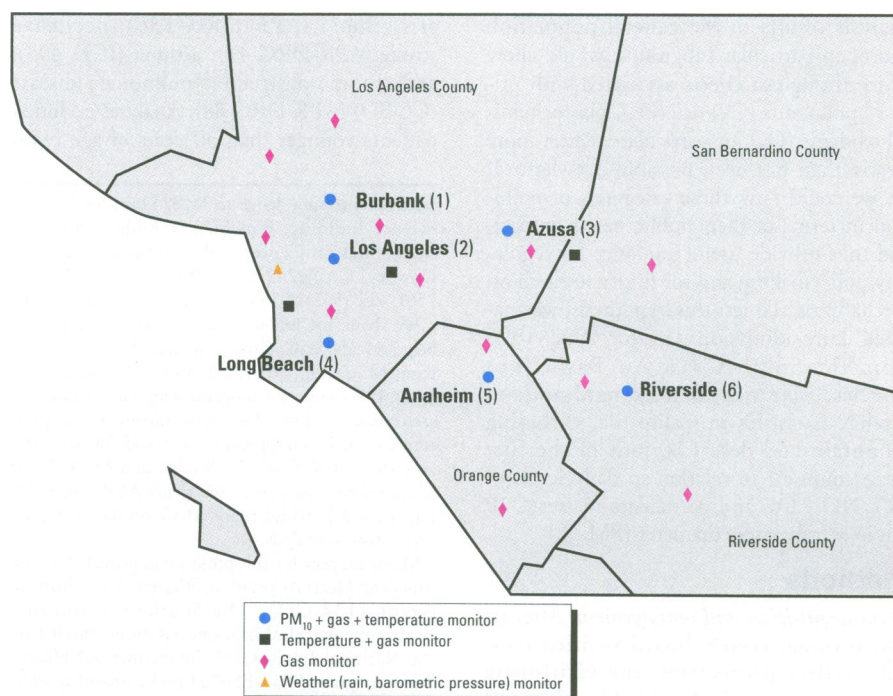 Los Angeles County
San Bernardino County
Burbank (1)
Azusa (3)
Los Angeles (2)
Long Beach (4)
Anaheim (5)
Riverside (6)
Orange County
Riverside County
PM₁₀ + gas + temperature monitor
Temperature + gas monitor
Gas monitor
Weather (rain, barometric pressure) monitor